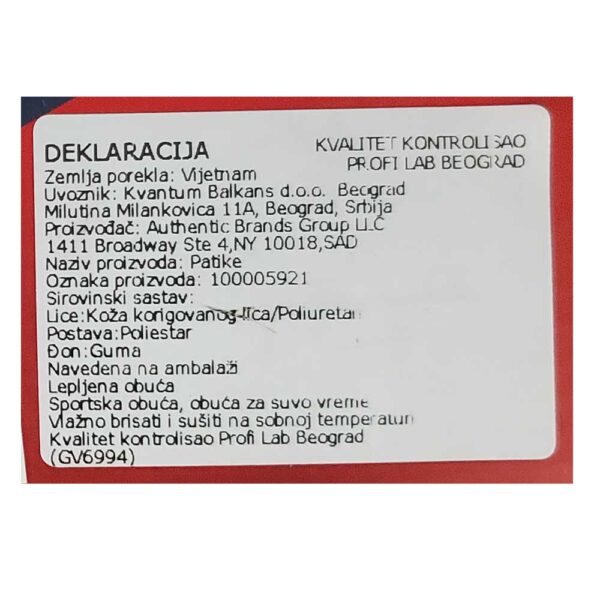 DEKLARACIJA
KVALITET KONTROLISAO
PROFI LAB BEOGRAD
Zemlja porekla: Vijetnam
Uvoznik: Kvantum Balkans d.o.o. Beograd
Milutina Milankovica 11A, Beograd, Srbija
Proizvođač: Authentic Brands Group LLC
1411 Broadway Ste 4,NY 10018,SAD
Naziv proizvoda: Patike
Oznaka proizvoda: 100005921
Sirovinski sastav:
Lice:Koža korigovanog-lica/Poliuretan
Postava:Poliestar
Đon:Guma
Navedena na ambalaži
Lepljena obuća
Sportska obuća, obuća za suvo vreme
Vlažno brisati i sušiti na sobnoj temperaturi
Kvalitet kontrolisao Profi Lab Beograd
(GV6994)